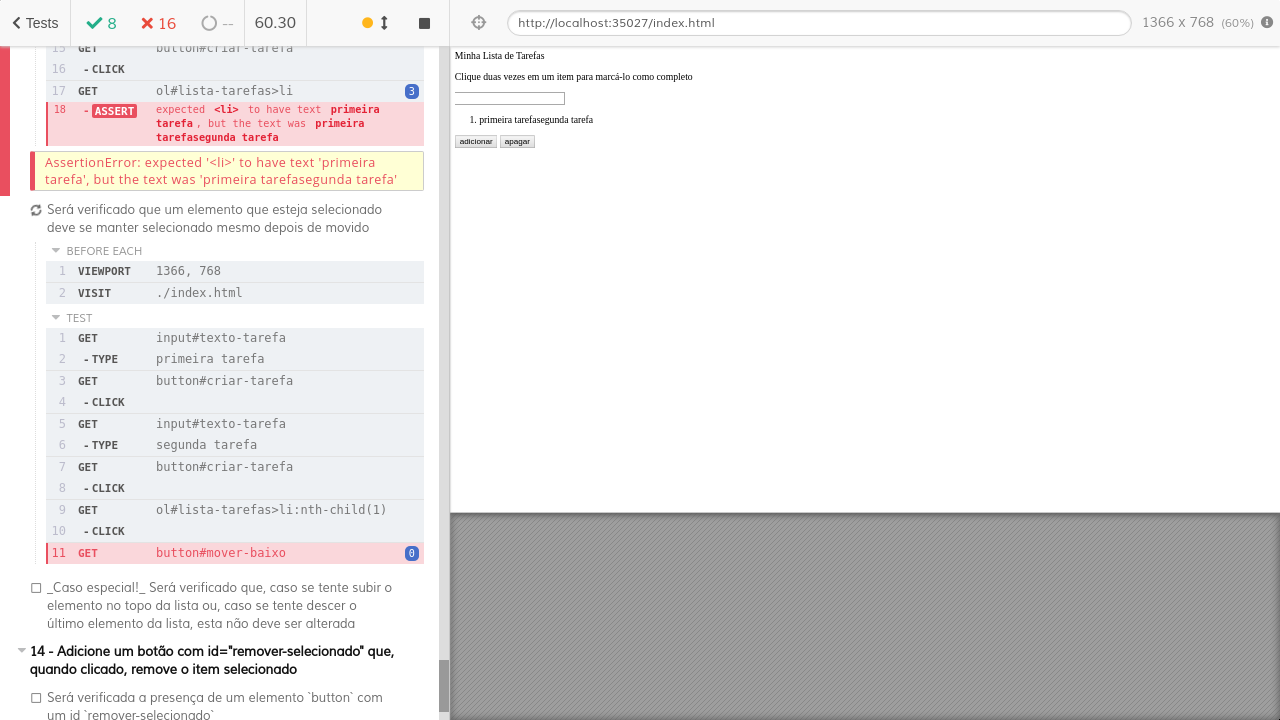 Tests 8 16 -- 60.30
http://localhost:35027/index.html 1366 x 768 (60%)
15 GET button#criar-tarefa
16 -CLICK
17 GET ol#lista-tarefas>li 3
18 -ASSERT expected <li> to have text primeira
tarefa, but the text was primeira
tarefasegunda tarefa
AssertionError: expected '<li>' to have text 'primeira
tarefa', but the text was 'primeira tarefasegunda tarefa'
Será verificado que um elemento que esteja selecionado
deve se manter selecionado mesmo depois de movido
BEFORE EACH
1 VIEWPORT 1366, 768
2 VISIT ./index.html
TEST
1 GET input#texto-tarefa
2 -TYPE primeira tarefa
3 GET button#criar-tarefa
4 -CLICK
5 GET input#texto-tarefa
6 -TYPE segunda tarefa
7 GET button#criar-tarefa
8 -CLICK
9 GET ol#lista-tarefas>li:nth-child(1)
10 -CLICK
11 GET button#mover-baixo 0
_Caso especial!_ Será verificado que, caso se tente subir o
elemento no topo da lista ou, caso se tente descer o
último elemento da lista, esta não deve ser alterada
14 - Adicione um botão com id="remover-selecionado" que,
quando clicado, remove o item selecionado
Será verificada a presença de um elemento `button` com
um id `remover-selecionado`
Minha Lista de Tarefas
Clique duas vezes em um item para marcá-lo como completo
1. primeira tarefasegunda tarefa
adicionar apagar